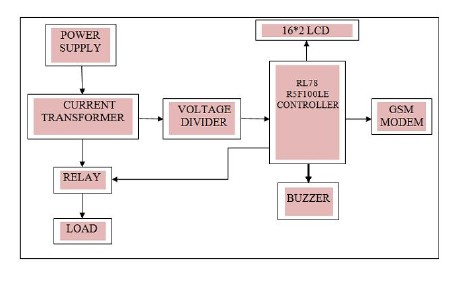 POWER
SUPPLY
16*2 LCD
RL78
R5F100LE
CONTROLLER
CURRENT
TRANSFORMER
VOLTAGE
DIVIDER
GSM
MODEM
RELAY
BUZZER
LOAD